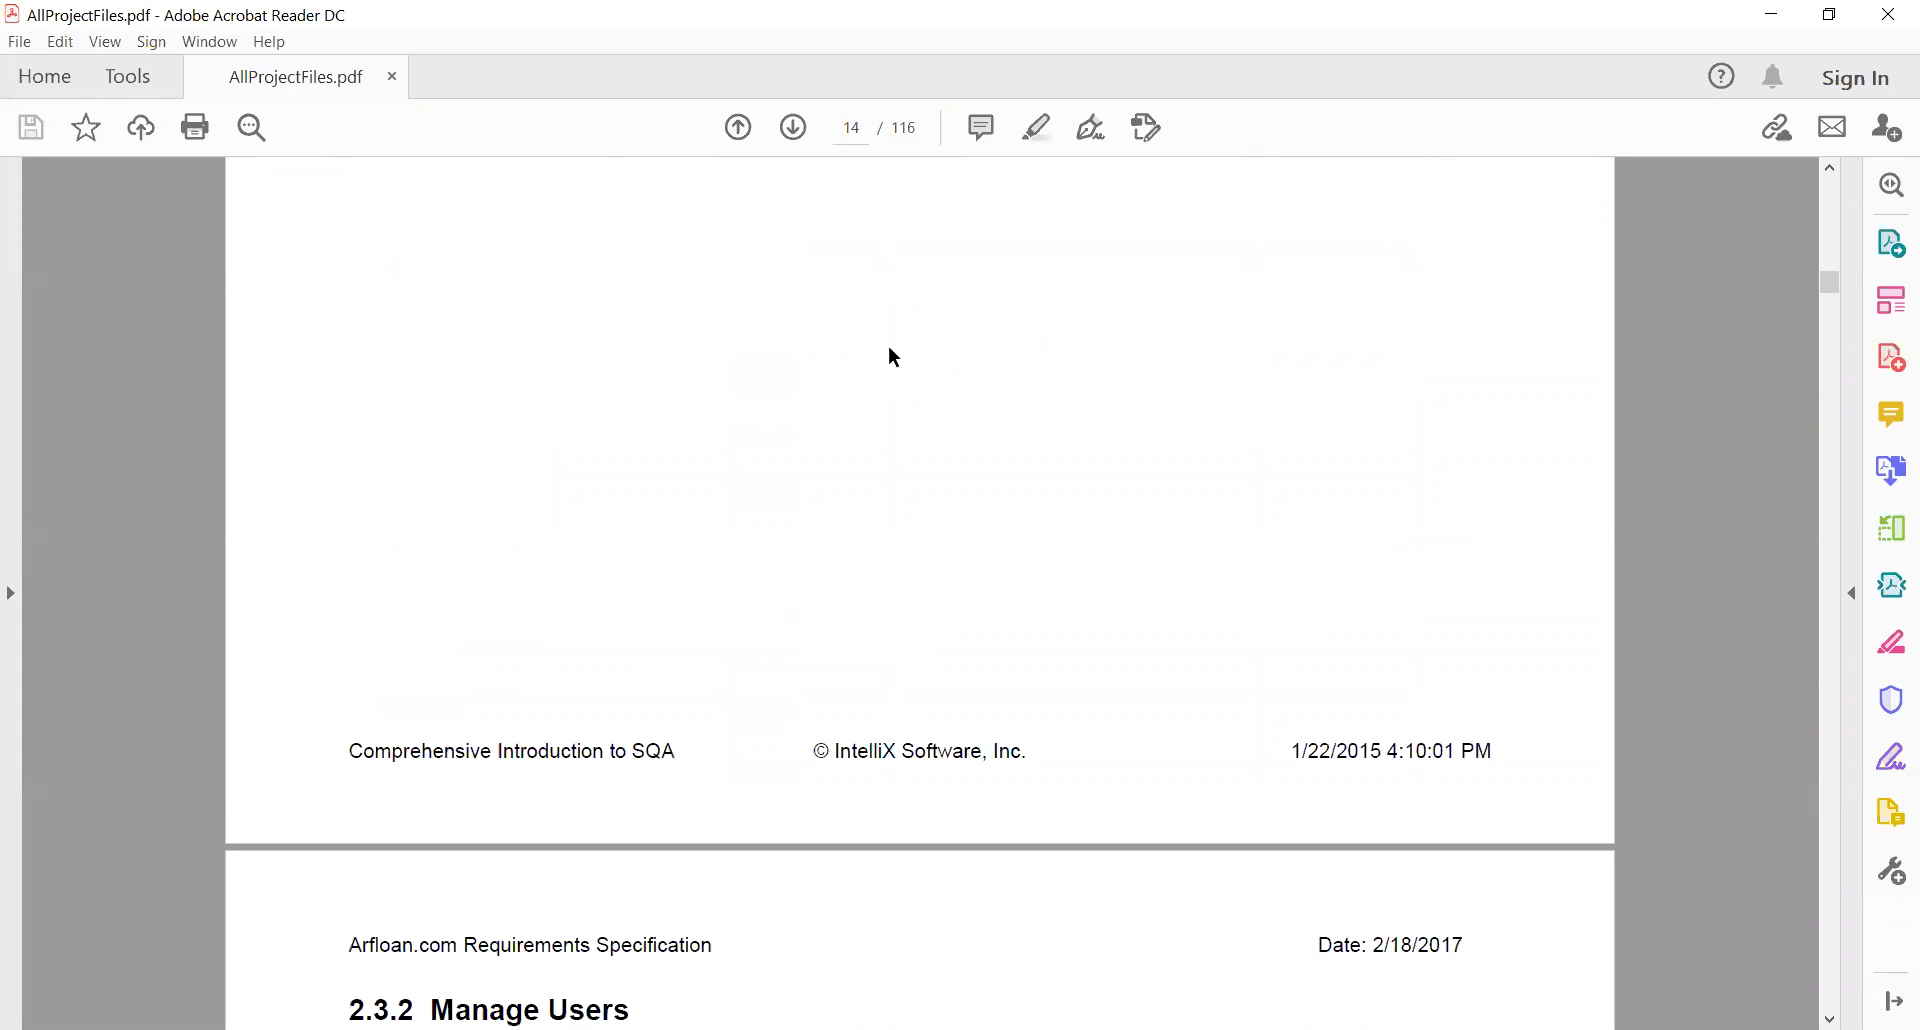 AllProjectFiles.pdf - Adobe Acrobat Reader DC
File Edit View Sign Window Help
Home Tools AllProjectFiles.pdf × Sign In
14 / 116
Comprehensive Introduction to SQA © IntelliX Software, Inc. 1/22/2015 4:10:01 PM
Arfloan.com Requirements Specification Date: 2/18/2017
2.3.2 Manage Users